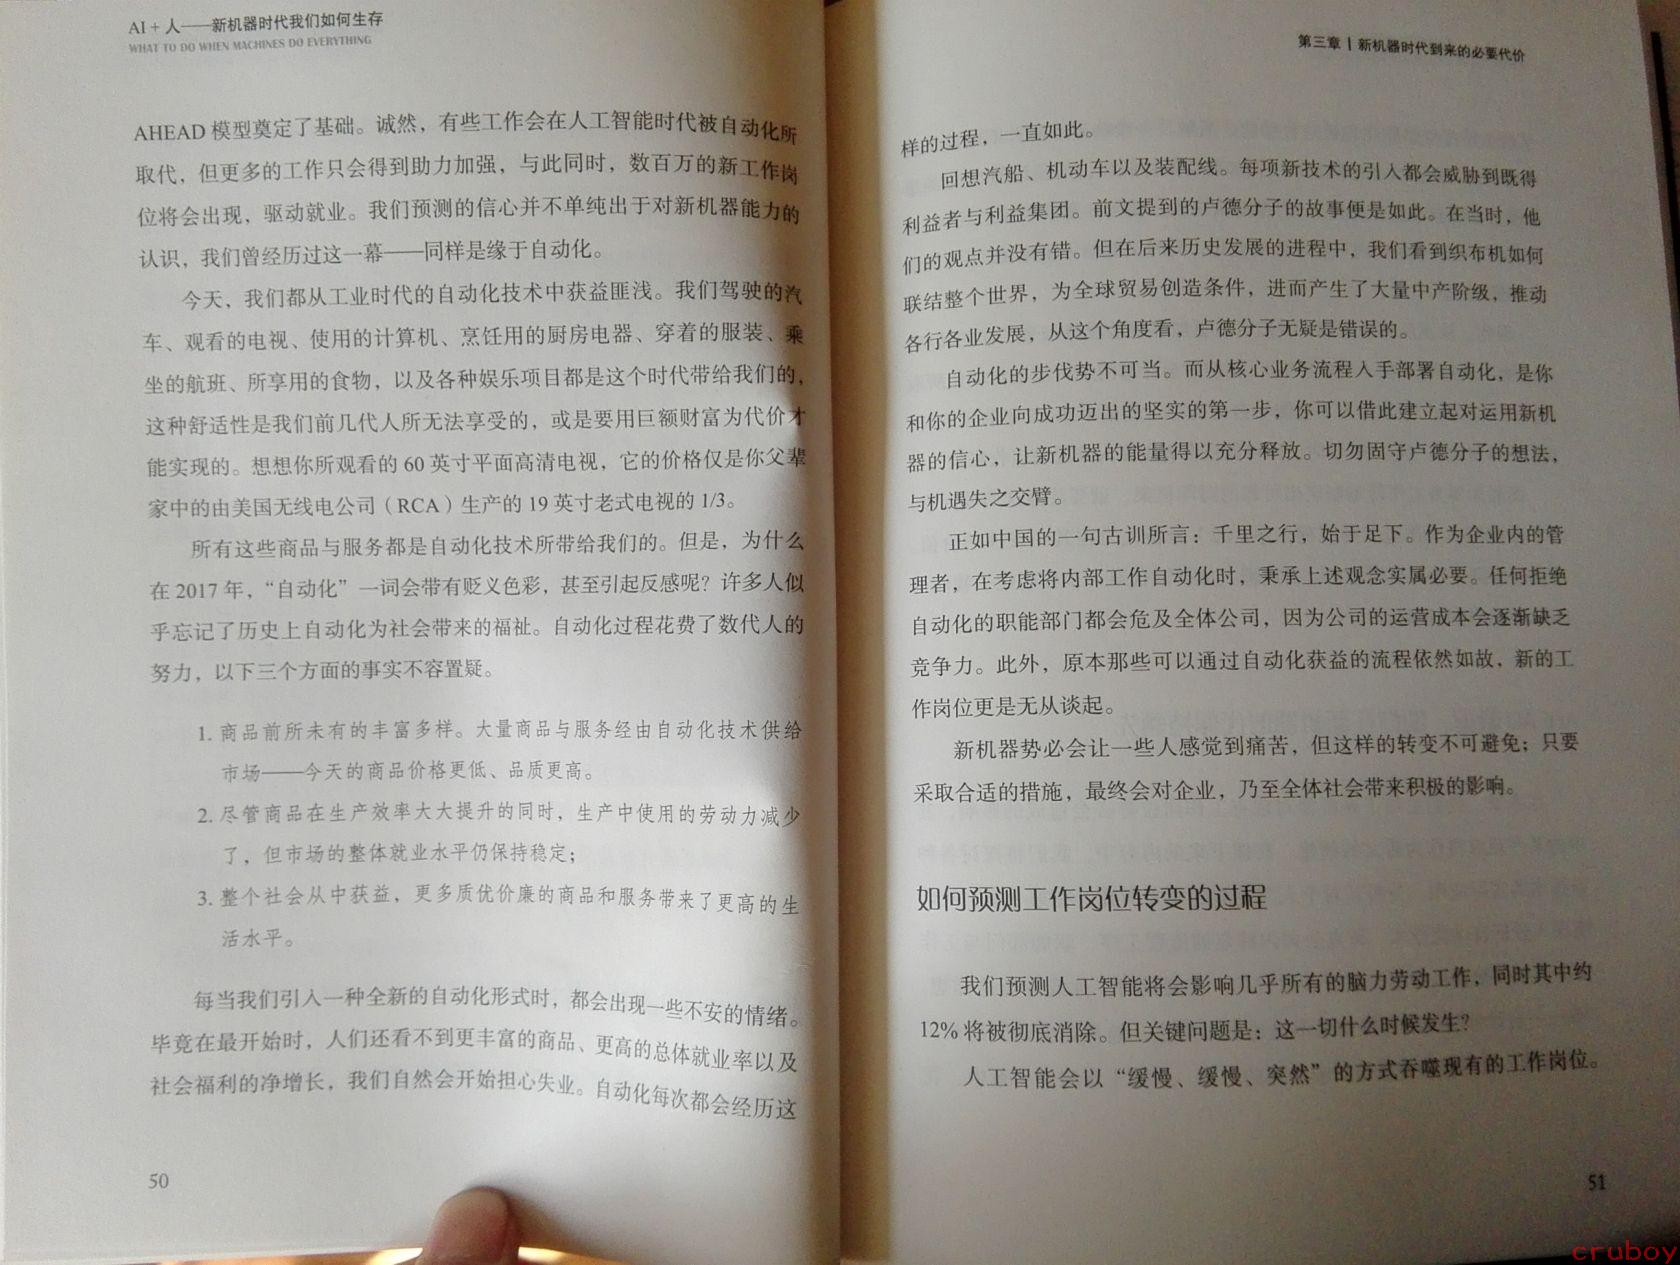 AI + 人——新机器时代我们如何生存
WHAT TO DO WHEN MACHINES DO EVERYTHING
AHEAD 模型奠定了基础。诚然，有些工作会在人工智能时代被自动化所
取代，但更多的工作只会得到助力加强，与此同时，数百万的新工作岗
位将会出现，驱动就业。我们预测的信心并不单纯出于对新机器能力的
认识，我们曾经历过这一幕——同样是缘于自动化。
今天，我们都从工业时代的自动化技术中获益匪浅。我们驾驶的汽
车、观看的电视、使用的计算机、烹饪用的厨房电器、穿着的服装、乘
坐的航班、所享用的食物，以及各种娱乐项目都是这个时代带给我们的，
这种舒适性是我们前几代人所无法享受的，或是要用巨额财富为代价才
能实现的。想想你所观看的 60 英寸平面高清电视，它的价格仅是你父辈
家中的由美国无线电公司（RCA）生产的 19 英寸老式电视的 1/3。
所有这些商品与服务都是自动化技术所带给我们的。但是，为什么
在 2017 年，“自动化”一词会带有贬义色彩，甚至引起反感呢？许多人似
乎忘记了历史上自动化为社会带来的福祉。自动化过程花费了数代人的
努力，以下三个方面的事实不容置疑。
1. 商品前所未有的丰富多样。大量商品与服务经由自动化技术供给
市场——今天的商品价格更低、品质更高。
2. 尽管商品在生产效率大大提升的同时，生产中使用的劳动力减少
了，但市场的整体就业水平仍保持稳定；
3. 整个社会从中获益，更多质优价廉的商品和服务带来了更高的生
活水平。
每当我们引入一种全新的自动化形式时，都会出现一些不安的情绪。
毕竟在最开始时，人们还看不到更丰富的商品、更高的总体就业率以及
社会福利的净增长，我们自然会开始担心失业。自动化每次都会经历这
50
第三章 | 新机器时代到来的必要代价
样的过程，一直如此。
回想汽船、机动车以及装配线。每项新技术的引入都会威胁到既得
利益者与利益集团。前文提到的卢德分子的故事便是如此。在当时，他
们的观点并没有错。但在后来历史发展的进程中，我们看到织布机如何
联结整个世界，为全球贸易创造条件，进而产生了大量中产阶级，推动
各行各业发展，从这个角度看，卢德分子无疑是错误的。
自动化的步伐势不可当。而从核心业务流程入手部署自动化，是你
和你的企业向成功迈出的坚实的第一步，你可以借此建立起对运用新机
器的信心，让新机器的能量得以充分释放。切勿固守卢德分子的想法，
与机遇失之交臂。
正如中国的一句古训所言：千里之行，始于足下。作为企业内的管
理者，在考虑将内部工作自动化时，秉承上述观念实属必要。任何拒绝
自动化的职能部门都会危及全体公司，因为公司的运营成本会逐渐缺乏
竞争力。此外，原本那些可以通过自动化获益的流程依然如故，新的工
作岗位更是无从谈起。
新机器势必会让一些人感觉到痛苦，但这样的转变不可避免；只要
采取合适的措施，最终会对企业，乃至全体社会带来积极的影响。
如何预测工作岗位转变的过程
我们预测人工智能将会影响几乎所有的脑力劳动工作，同时其中约
12% 将被彻底消除。但关键问题是：这一切什么时候发生？
人工智能会以“缓慢、缓慢、突然”的方式吞噬现有的工作岗位。
51
cruboy